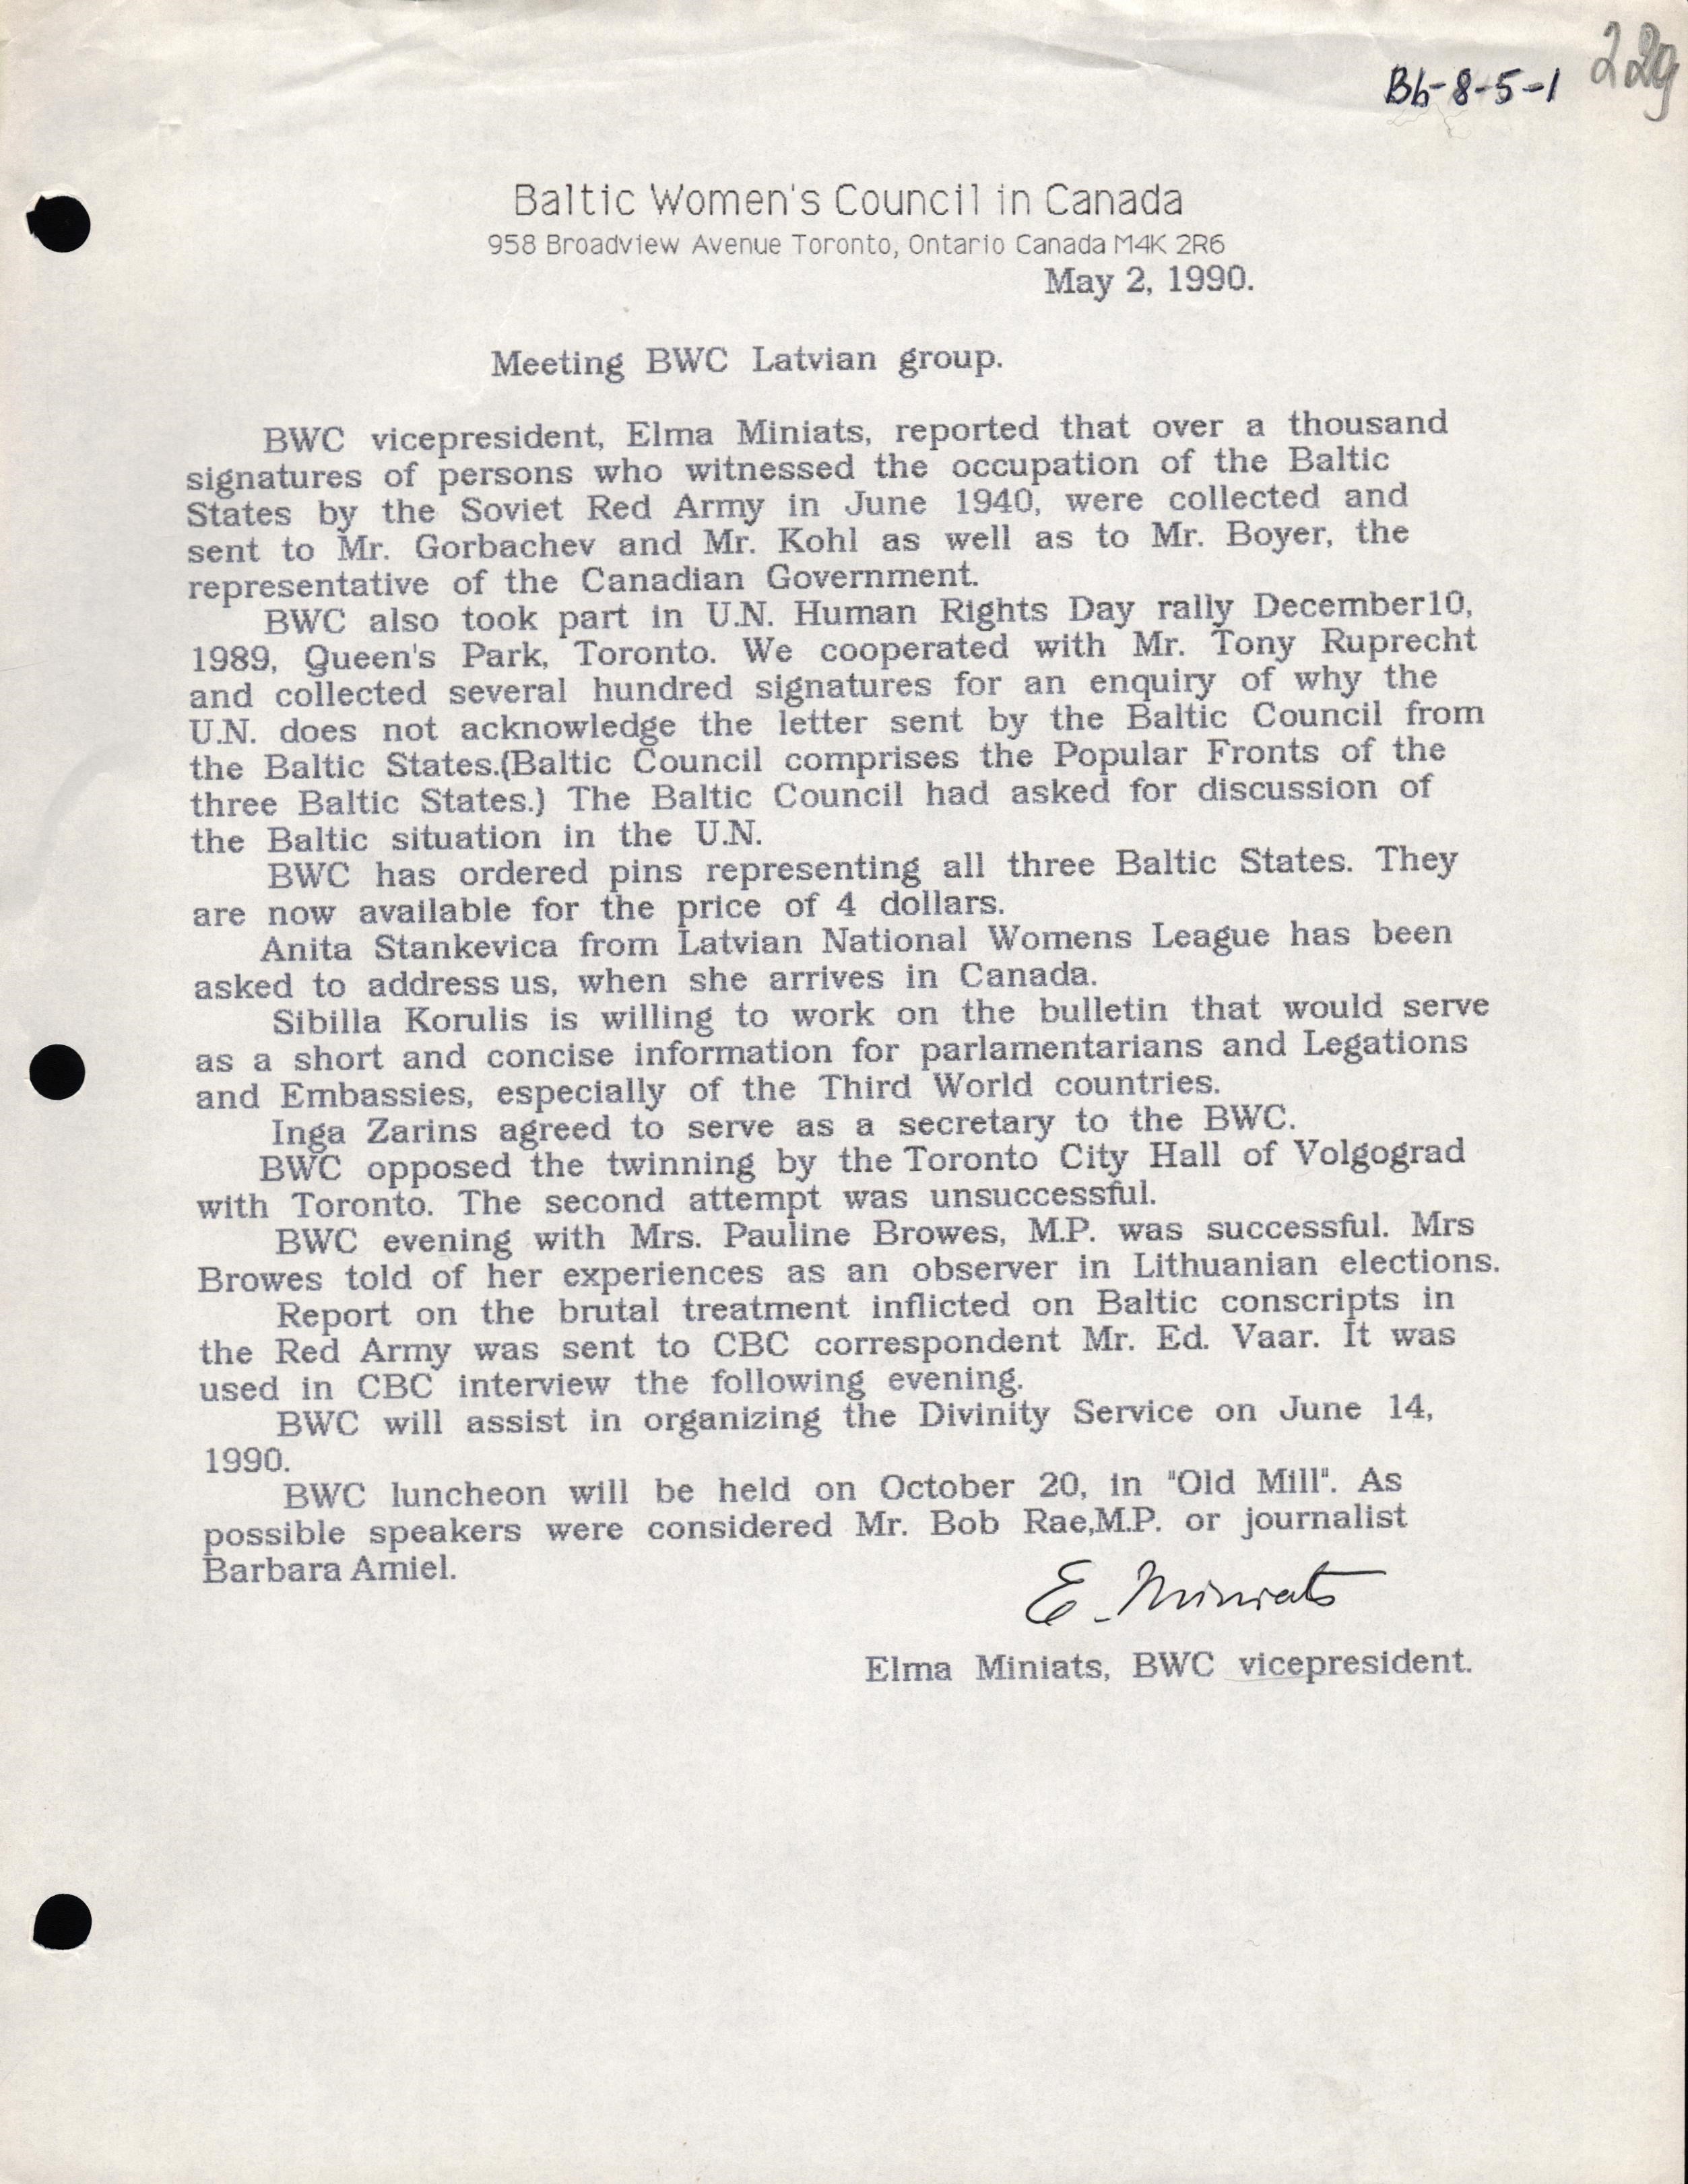 229
Bb-8-5-1
Baltic Women's Council in Canada
958 Broadview Avenue Toronto, Ontario Canada M4K 2R6
May 2, 1990.
Meeting BWC Latvian group.
BWC vicepresident, Elma Miniats, reported that over a thousand
signatures of persons who witnessed the occupation of the Baltic
States by the Soviet Red Army in June 1940, were collected and
sent to Mr. Gorbachev and Mr. Kohl as well as to Mr. Boyer, the
representative of the Canadian Government.
BWC also took part in U.N. Human Rights Day rally December10,
1989, Queen's Park, Toronto. We cooperated with Mr. Tony Ruprecht
and collected several hundred signatures for an enquiry of why the
U.N. does not acknowledge the letter sent by the Baltic Council from
the Baltic States.(Baltic Council comprises the Popular Fronts of the
three Baltic States.) The Baltic Council had asked for discussion of
the Baltic situation in the U.N.
BWC has ordered pins representing all three Baltic States. They
are now available for the price of 4 dollars.
Anita Stankevica from Latvian National Womens League has been
asked to address us, when she arrives in Canada.
Sibilla Korulis is willing to work on the bulletin that would serve
as a short and concise information for parlamentarians and Legations
and Embassies, especially of the Third World countries.
Inga Zarins agreed to serve as a secretary to the BWC.
BWC opposed the twinning by the Toronto City Hall of Volgograd
with Toronto. The second attempt was unsuccessful.
BWC evening with Mrs. Pauline Browes, M.P. was successful. Mrs
Browes told of her experiences as an observer in Lithuanian elections.
Report on the brutal treatment inflicted on Baltic conscripts in
the Red Army was sent to CBC correspondent Mr. Ed. Vaar. It was
used in CBC interview the following evening.
BWC will assist in organizing the Divinity Service on June 14,
1990.
BWC luncheon will be held on October 20, in "Old Mill". As
possible speakers were considered Mr. Bob Rae,M.P. or journalist
Barbara Amiel.
E. Miniats
Elma Miniats, BWC vicepresident.